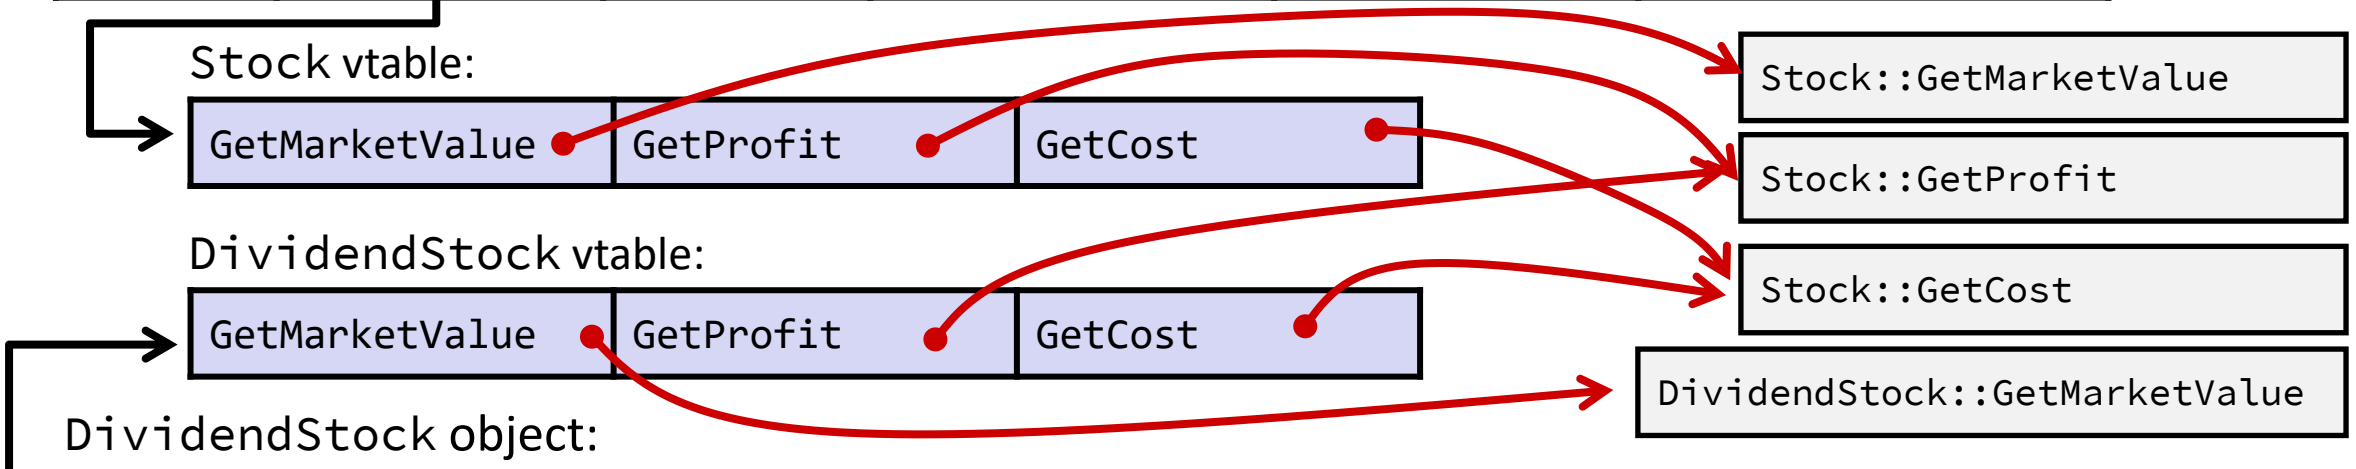 Stock vtable:
Stock::GetMarketValue
GetMarketValue GetProfit GetCost
Stock::GetProfit
DividendStock vtable:
Stock::GetCost
GetMarketValue GetProfit GetCost
DividendStock::GetMarketValue
DividendStock object: